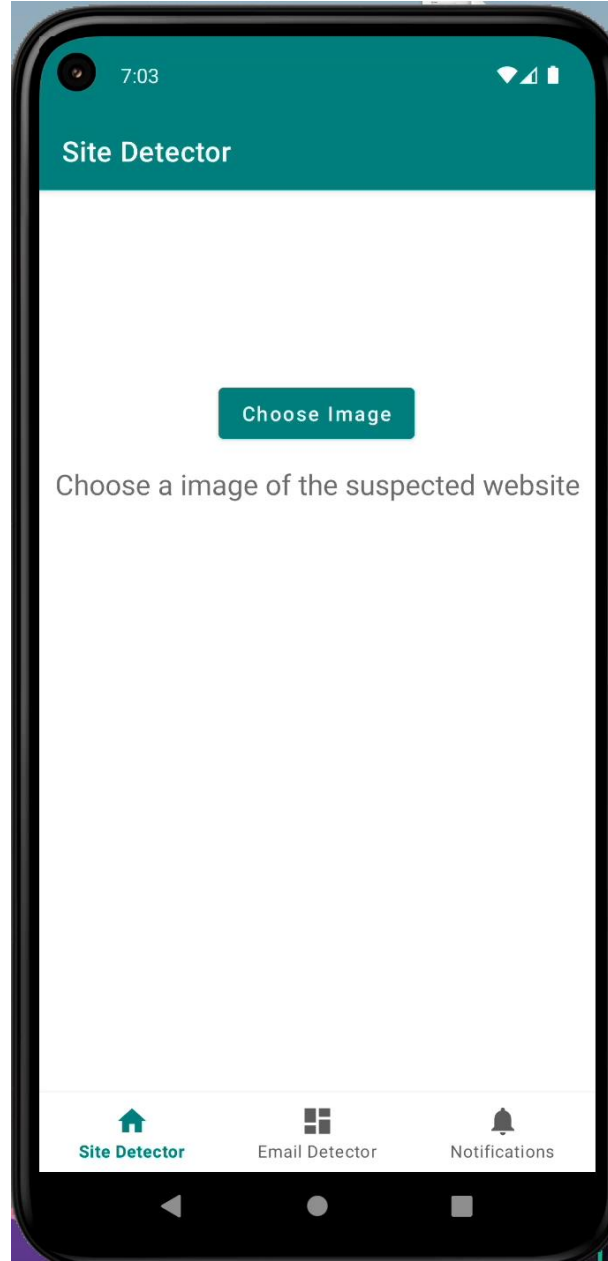 7:03
Site Detector
Choose Image
Choose a image of the suspected website
Site Detector Email Detector Notifications